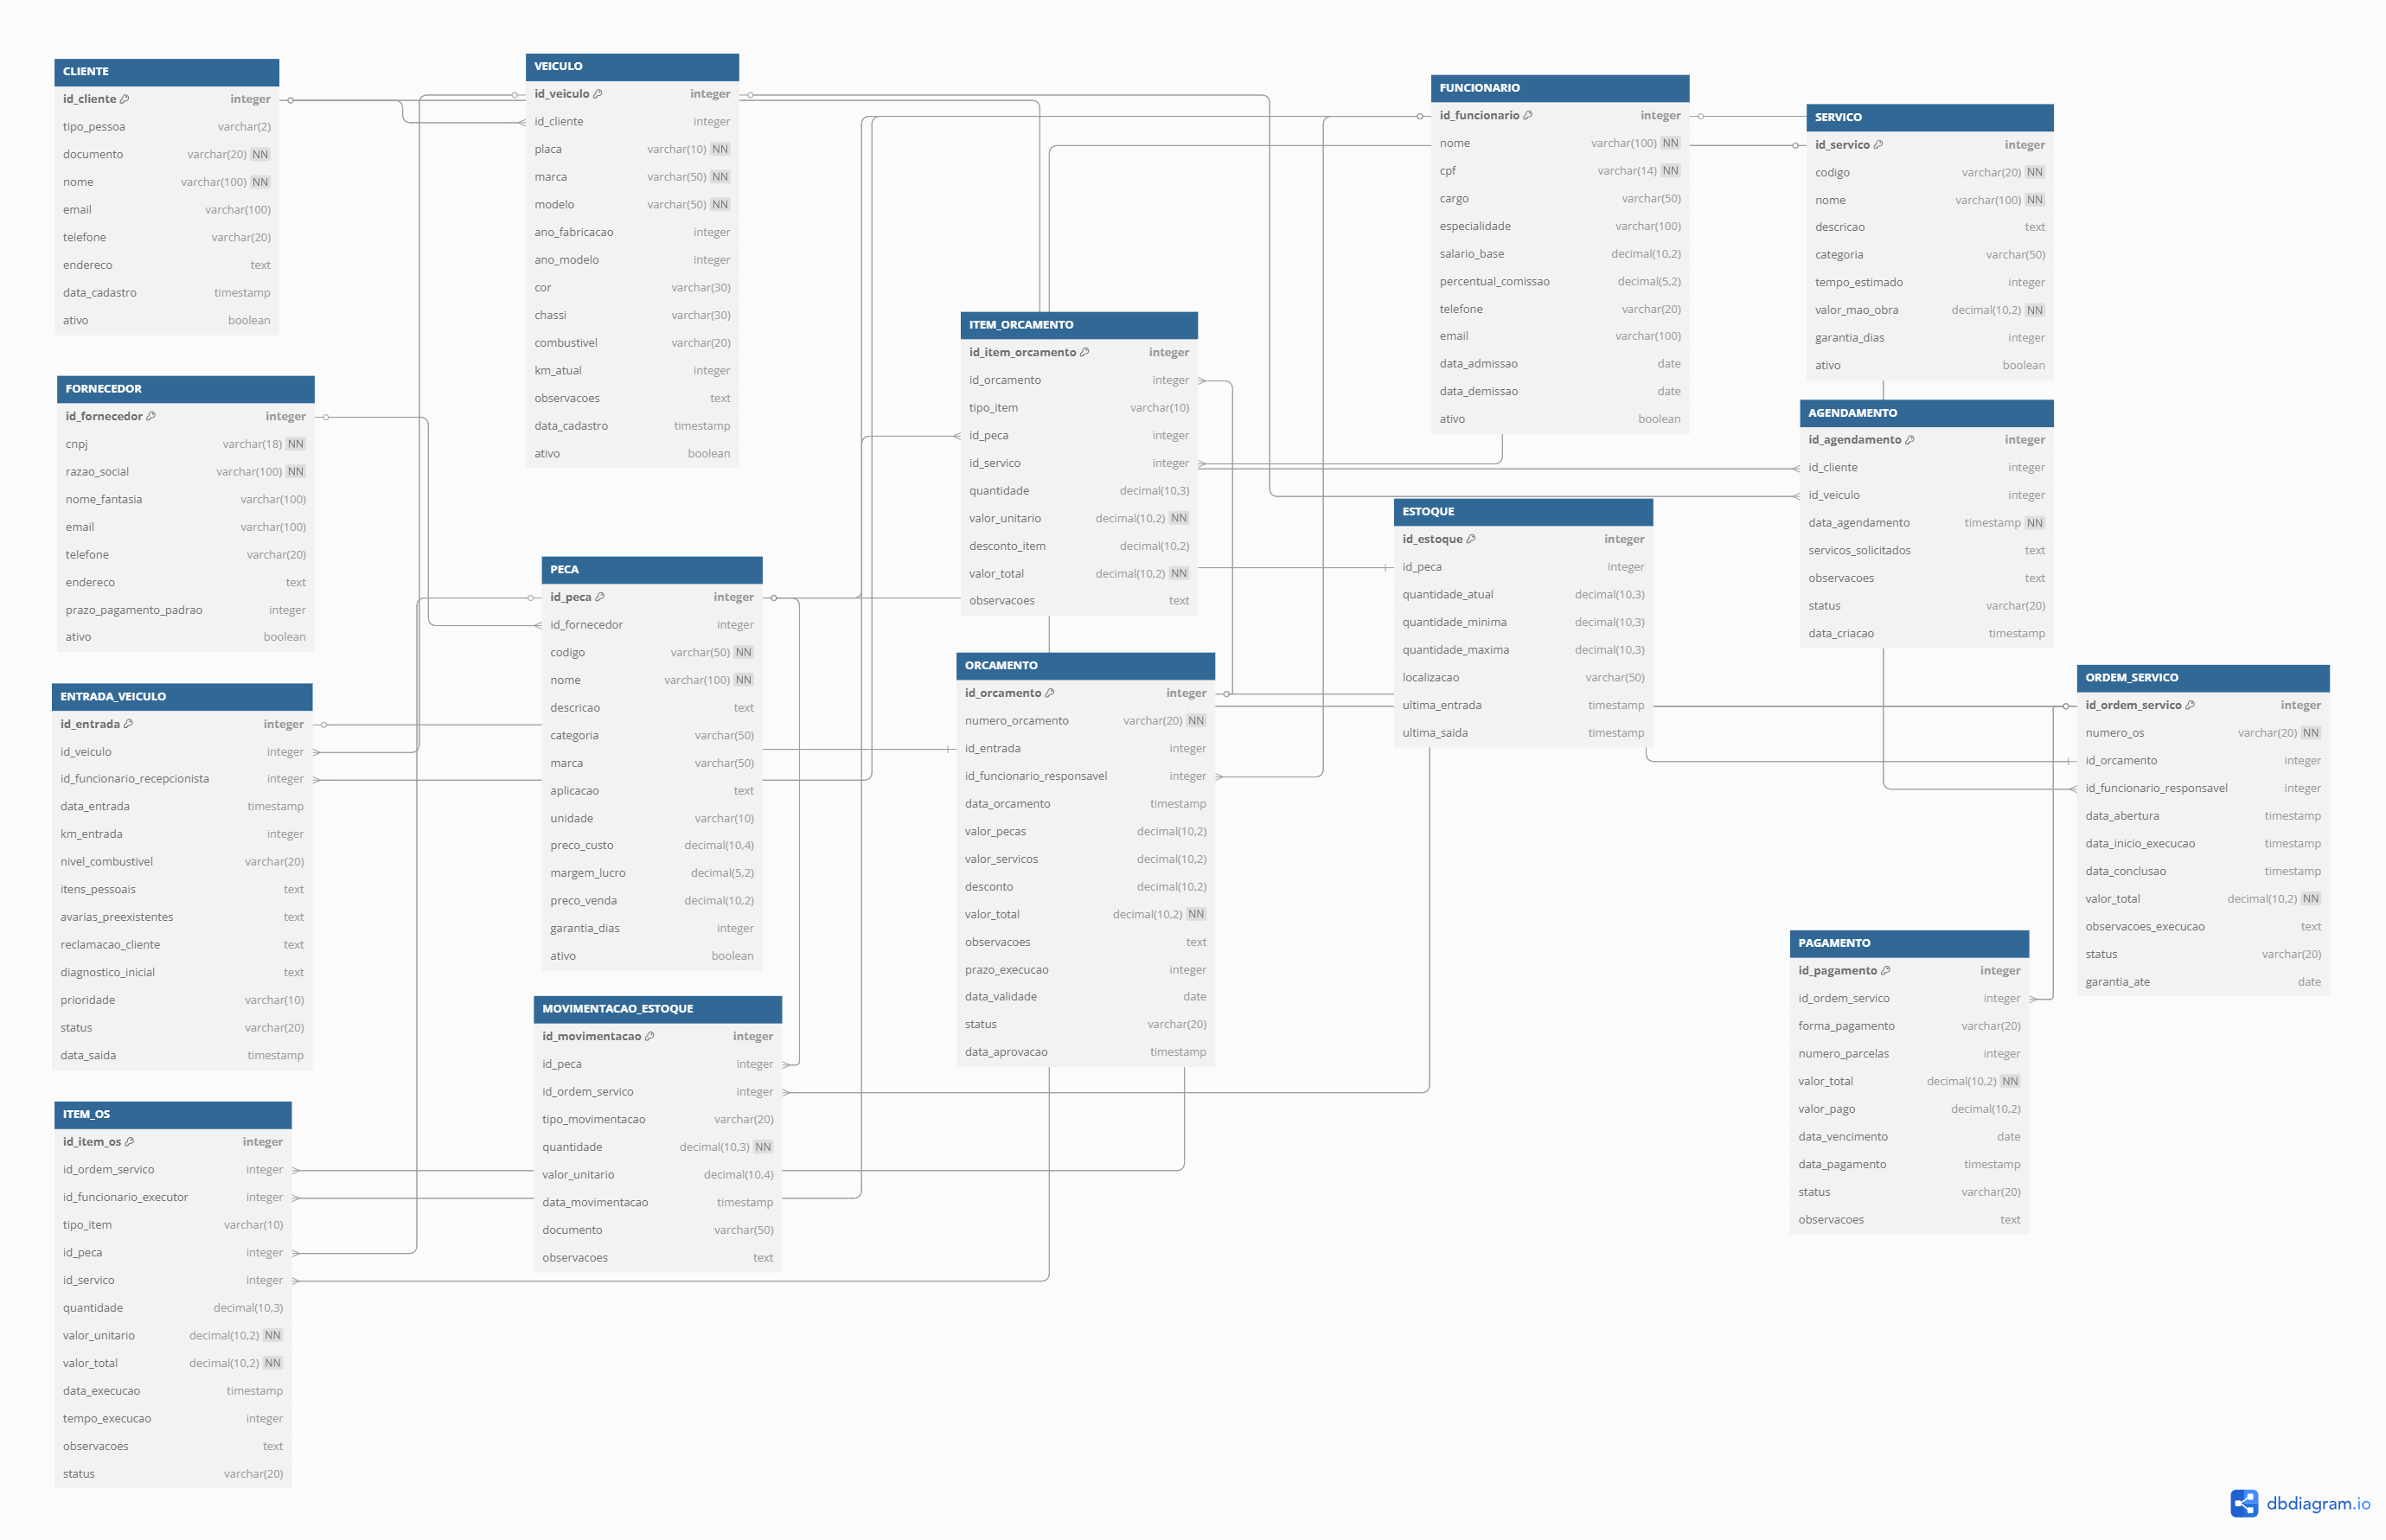 CLIENTE
id_cliente integer
tipo_pessoa varchar(2)
documento varchar(20) NN
nome varchar(100) NN
email varchar(100)
telefone varchar(20)
endereco text
data_cadastro timestamp
ativo boolean
VEICULO
id_veiculo integer
id_cliente integer
placa varchar(10) NN
marca varchar(50) NN
modelo varchar(50) NN
ano_fabricacao integer
ano_modelo integer
cor varchar(30)
chassi varchar(30)
combustivel varchar(20)
km_atual integer
observacoes text
data_cadastro timestamp
ativo boolean
FUNCIONARIO
id_funcionario integer
nome varchar(100) NN
cpf varchar(14) NN
cargo varchar(50)
especialidade varchar(100)
salario_base decimal(10,2)
percentual_comissao decimal(5,2)
telefone varchar(20)
email varchar(100)
data_admissao date
data_demissao date
ativo boolean
SERVICO
id_servico integer
codigo varchar(20) NN
nome varchar(100) NN
descricao text
categoria varchar(50)
tempo_estimado integer
valor_mao_obra decimal(10,2) NN
garantia_dias integer
ativo boolean
ITEM_ORCAMENTO
id_item_orcamento integer
id_orcamento integer
tipo_item varchar(10)
id_peca integer
id_servico integer
quantidade decimal(10,3)
valor_unitario decimal(10,2) NN
desconto_item decimal(10,2)
valor_total decimal(10,2) NN
observacoes text
FORNECEDOR
id_fornecedor integer
cnpj varchar(18) NN
razao_social varchar(100) NN
nome_fantasia varchar(100)
email varchar(100)
telefone varchar(20)
endereco text
prazo_pagamento_padrao integer
ativo boolean
AGENDAMENTO
id_agendamento integer
id_cliente integer
id_veiculo integer
data_agendamento timestamp NN
servicos_solicitados text
observacoes text
status varchar(20)
data_criacao timestamp
ESTOQUE
id_estoque integer
id_peca integer
quantidade_atual decimal(10,3)
quantidade_minima decimal(10,3)
quantidade_maxima decimal(10,3)
localizacao varchar(50)
ultima_entrada timestamp
ultima_saida timestamp
PECA
id_peca integer
id_fornecedor integer
codigo varchar(50) NN
nome varchar(100) NN
descricao text
categoria varchar(50)
marca varchar(50)
aplicacao text
unidade varchar(10)
preco_custo decimal(10,4)
margem_lucro decimal(5,2)
preco_venda decimal(10,2)
garantia_dias integer
ativo boolean
ORCAMENTO
id_orcamento integer
numero_orcamento varchar(20) NN
id_entrada integer
id_funcionario_responsavel integer
data_orcamento timestamp
valor_pecas decimal(10,2)
valor_servicos decimal(10,2)
desconto decimal(10,2)
valor_total decimal(10,2) NN
observacoes text
prazo_execucao integer
data_validade date
status varchar(20)
data_aprovacao timestamp
ORDEM_SERVICO
id_ordem_servico integer
numero_os varchar(20) NN
id_orcamento integer
id_funcionario_responsavel integer
data_abertura timestamp
data_inicio_execucao timestamp
data_conclusao timestamp
valor_total decimal(10,2) NN
observacoes_execucao text
status varchar(20)
garantia_ate date
ENTRADA_VEICULO
id_entrada integer
id_veiculo integer
id_funcionario_recepcionista integer
data_entrada timestamp
km_entrada integer
nivel_combustivel varchar(20)
itens_pessoais text
avarias_preexistentes text
reclamacao_cliente text
diagnostico_inicial text
prioridade varchar(10)
status varchar(20)
data_saida timestamp
PAGAMENTO
id_pagamento integer
id_ordem_servico integer
forma_pagamento varchar(20)
numero_parcelas integer
valor_total decimal(10,2) NN
valor_pago decimal(10,2)
data_vencimento date
data_pagamento timestamp
status varchar(20)
observacoes text
MOVIMENTACAO_ESTOQUE
id_movimentacao integer
id_peca integer
id_ordem_servico integer
tipo_movimentacao varchar(20)
quantidade decimal(10,3) NN
valor_unitario decimal(10,4)
data_movimentacao timestamp
documento varchar(50)
observacoes text
ITEM_OS
id_item_os integer
id_ordem_servico integer
id_funcionario_executor integer
tipo_item varchar(10)
id_peca integer
id_servico integer
quantidade decimal(10,3)
valor_unitario decimal(10,2) NN
valor_total decimal(10,2) NN
data_execucao timestamp
tempo_execucao integer
observacoes text
status varchar(20)
dbdiagram.io